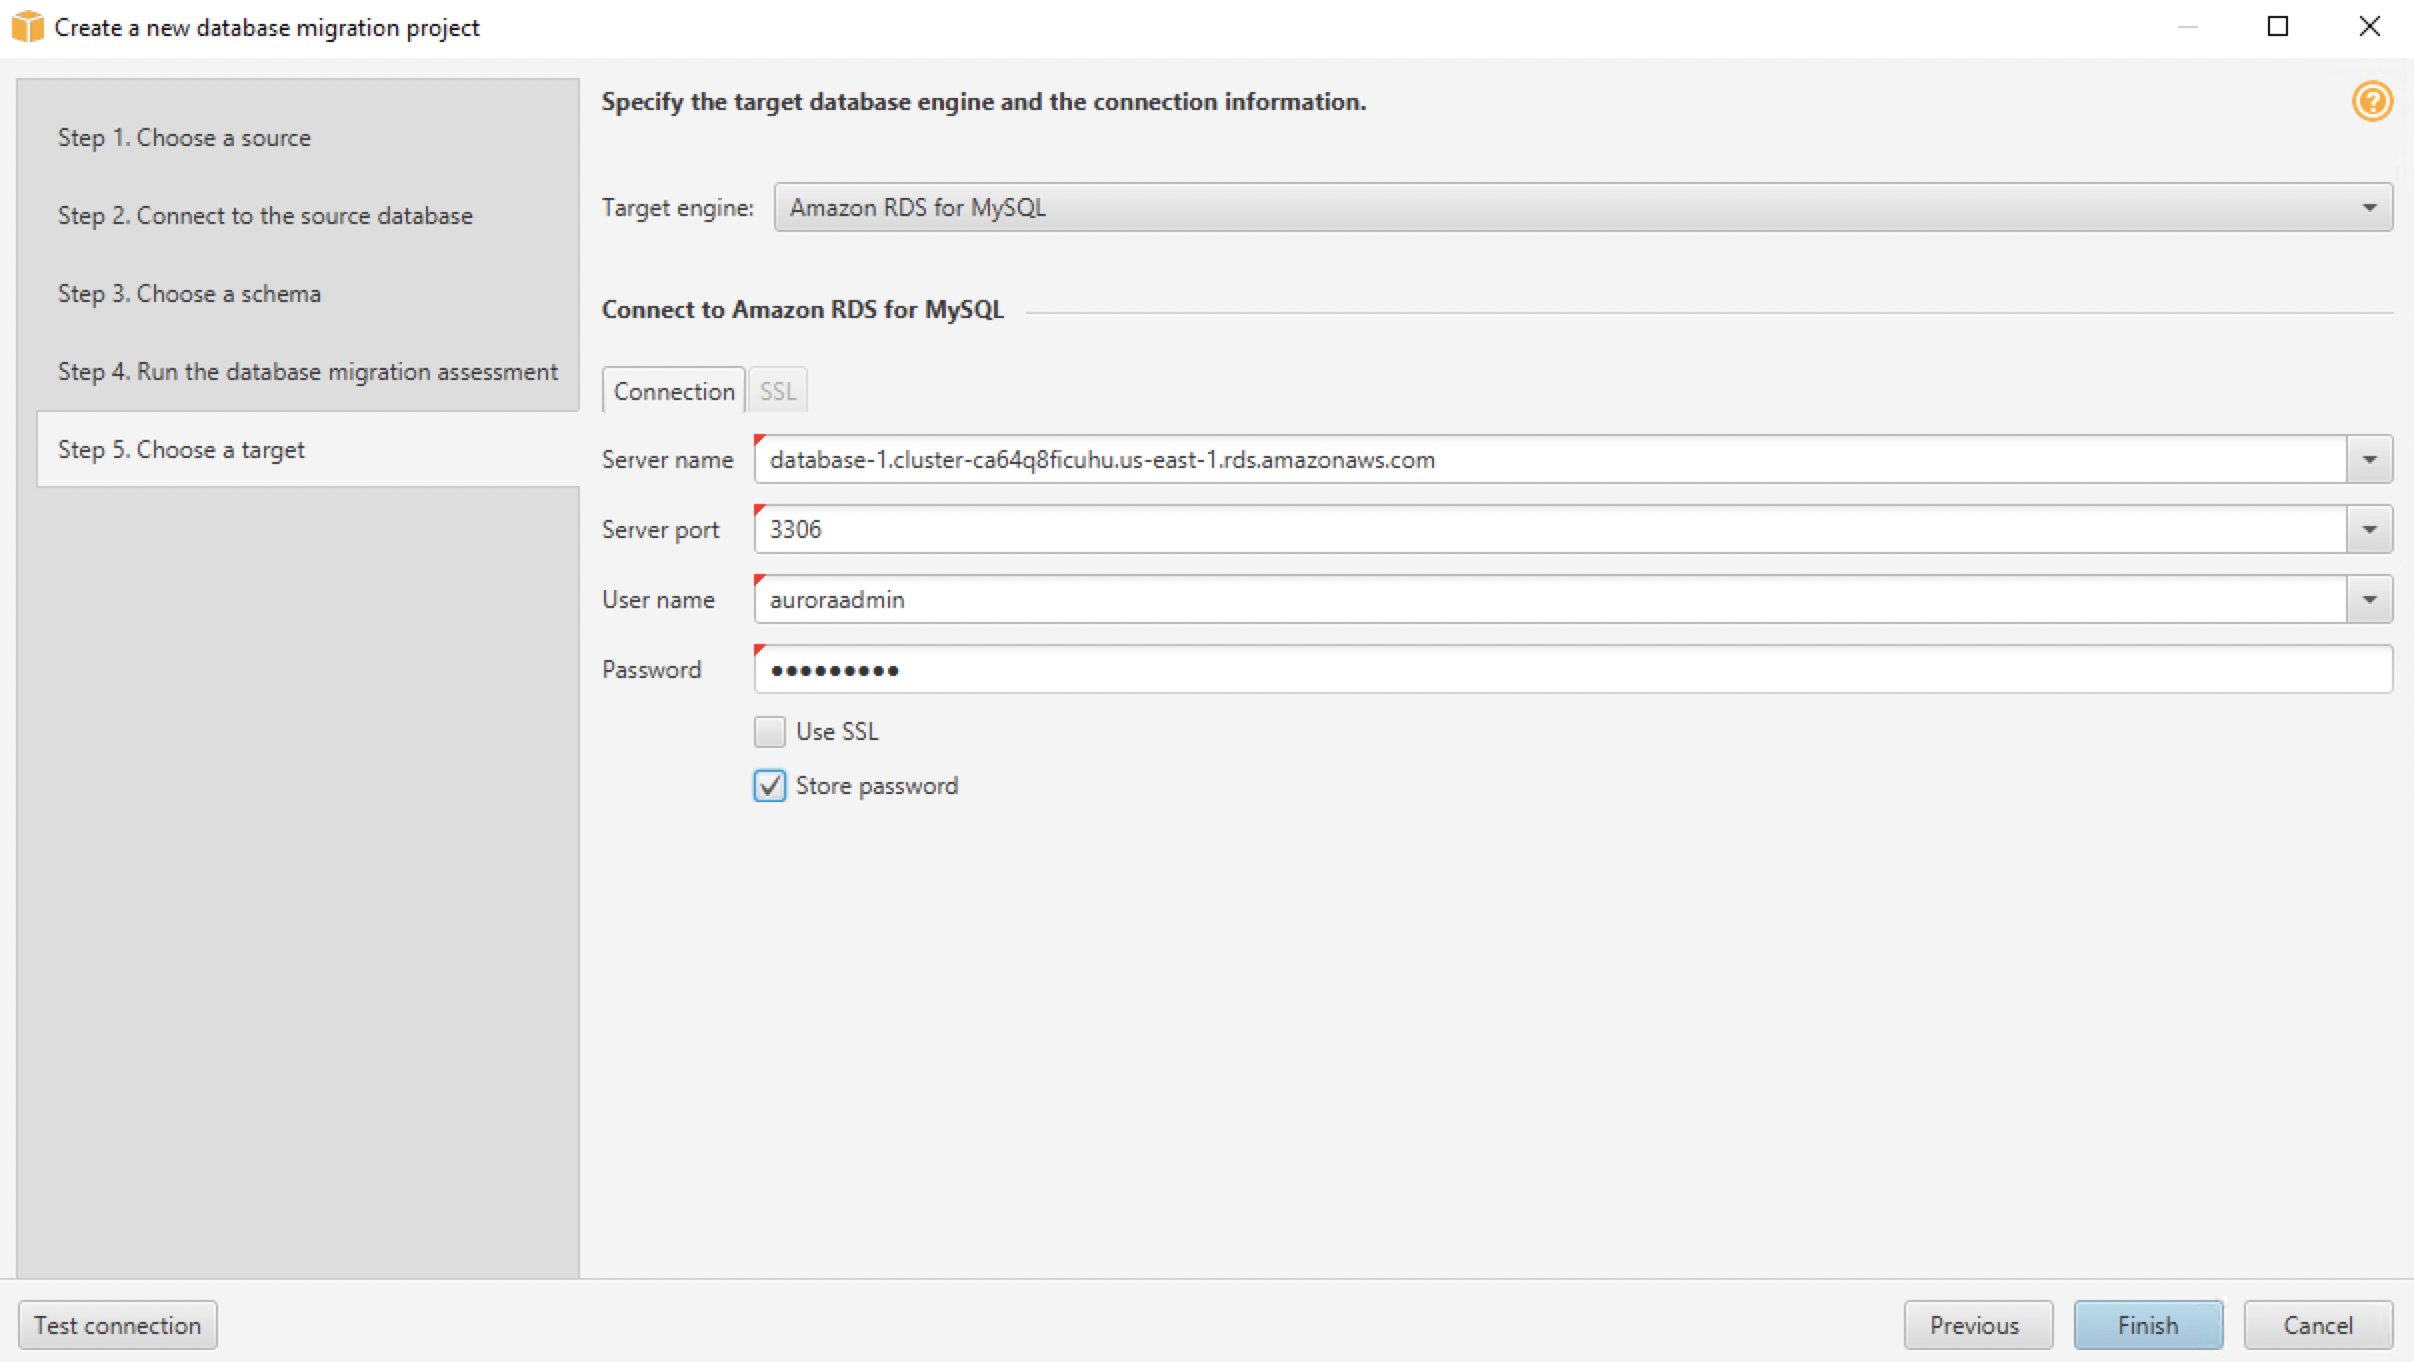 Create a new database migration project
Step 1. Choose a source
Step 2. Connect to the source database
Step 3. Choose a schema
Step 4. Run the database migration assessment
Step 5. Choose a target
Specify the target database engine and the connection information.
Target engine: Amazon RDS for MySQL
Connect to Amazon RDS for MySQL
Connection SSL
Server name database-1.cluster-ca64q8ficuhu.us-east-1.rds.amazonaws.com
Server port 3306
User name auroraadmin
Password •••••••••
Use SSL
Store password
Test connection Previous Finish Cancel